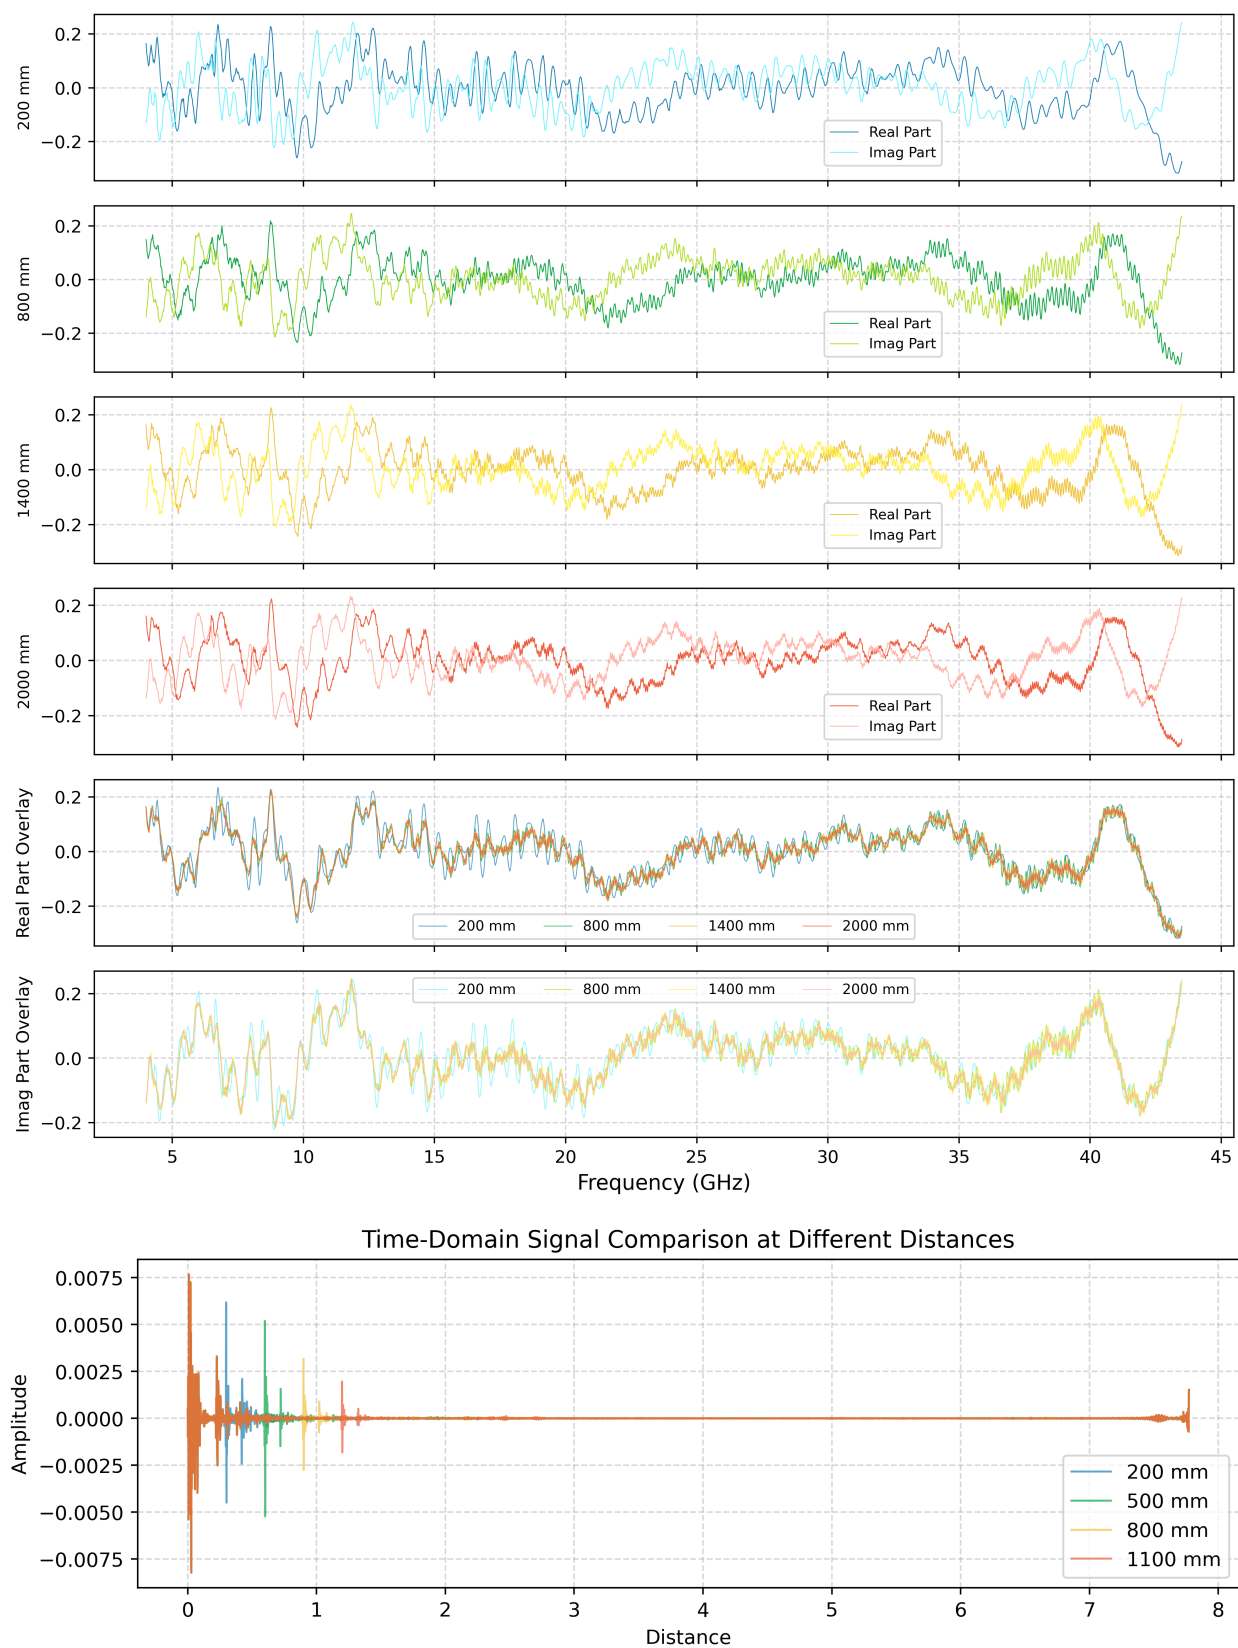 0.2
0.0
−0.2
200 mm
Real Part
Imag Part
0.2
0.0
−0.2
800 mm
Real Part
Imag Part
0.2
0.0
−0.2
1400 mm
Real Part
Imag Part
0.2
0.0
−0.2
2000 mm
Real Part
Imag Part
0.2
0.0
−0.2
Real Part Overlay
200 mm 800 mm 1400 mm 2000 mm
0.2
0.0
−0.2
Imag Part Overlay
200 mm 800 mm 1400 mm 2000 mm
5 10 15 20 25 30 35 40 45
Frequency (GHz)
Time-Domain Signal Comparison at Different Distances
0.0075
0.0050
0.0025
0.0000
−0.0025
−0.0050
−0.0075
Amplitude
200 mm
500 mm
800 mm
1100 mm
0 1 2 3 4 5 6 7 8
Distance